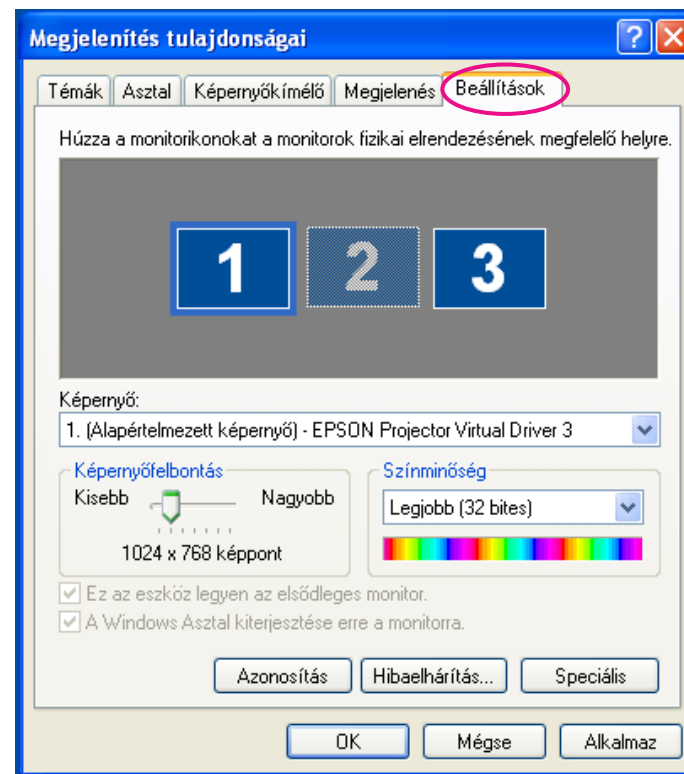 Megjelenítés tulajdonságai
Témák Asztal Képernyőkímélő Megjelenés Beállítások
Húzza a monitorikonokat a monitorok fizikai elrendezésének megfelelő helyre.
1 2 3
Képernyő:
1. (Alapértelmezett képernyő) - EPSON Projector Virtual Driver 3
Képernyőfelbontás
Kisebb Nagyobb
1024 x 768 képpont
Színminőség
Legjobb (32 bites)
Ez az eszköz legyen az elsődleges monitor.
A Windows Asztal kiterjesztése erre a monitorra.
Azonosítás Hibaelhárítás... Speciális
OK Mégse Alkalmaz